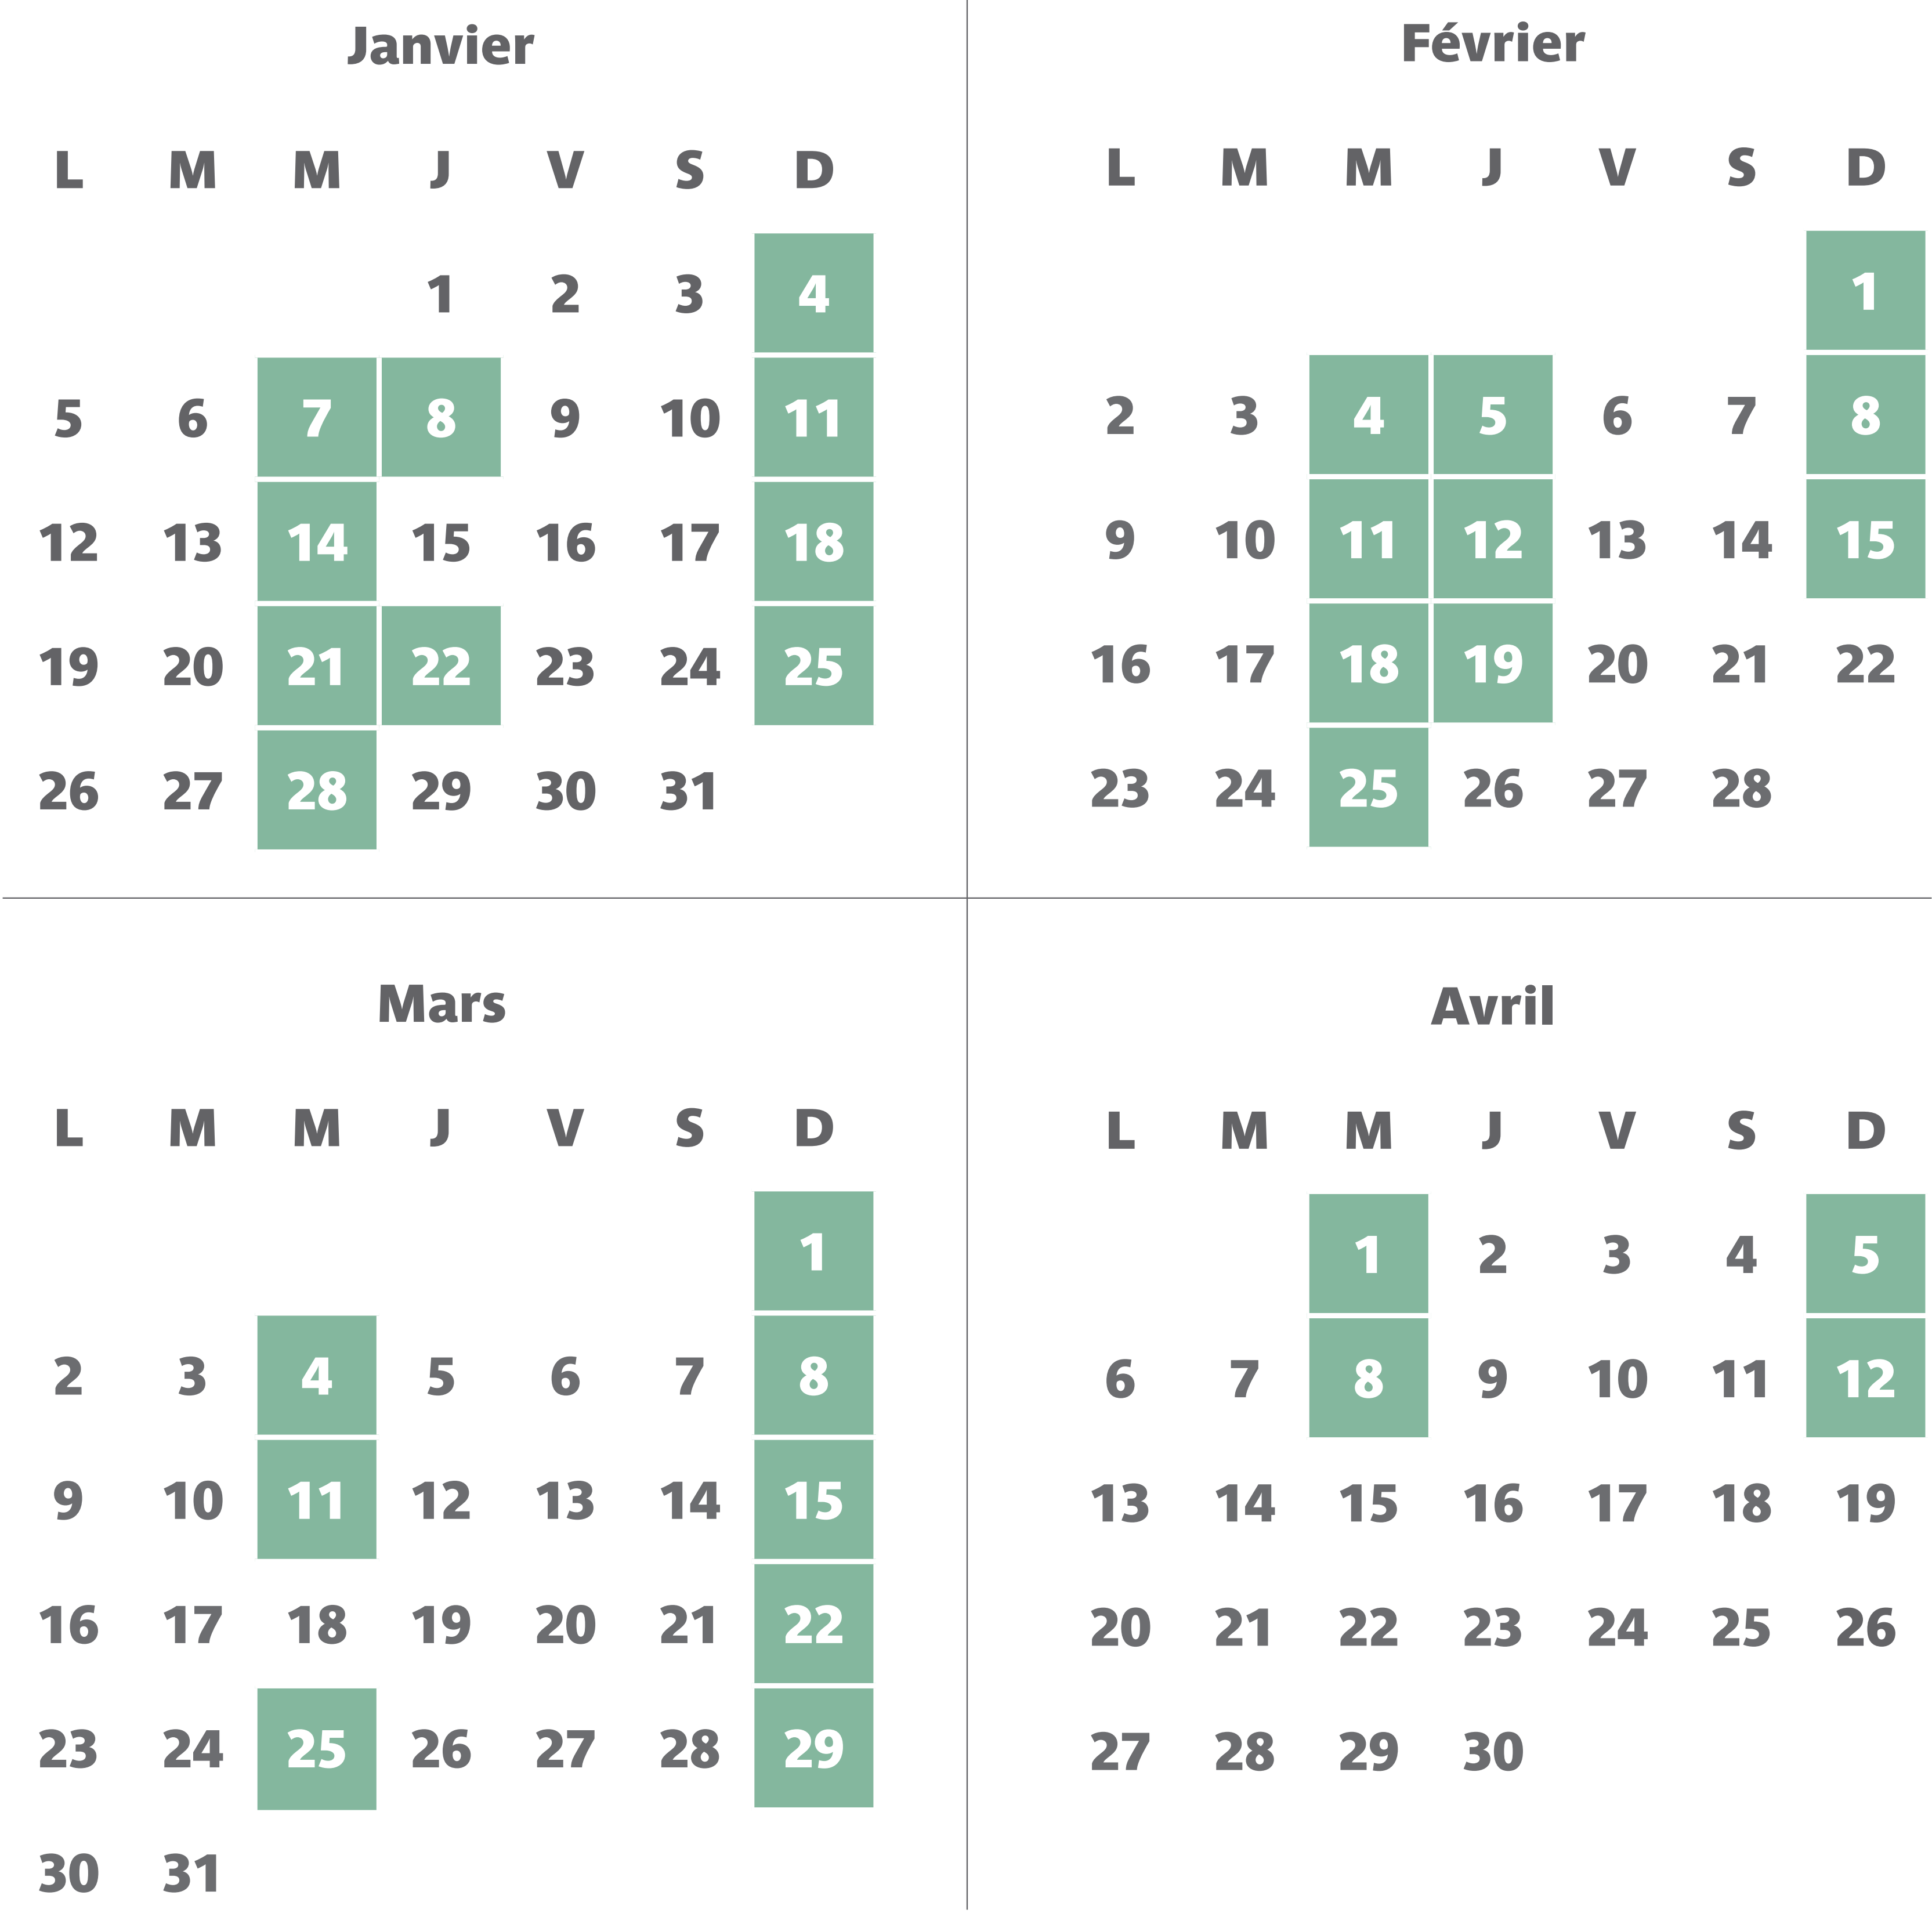 Janvier
L M M J V S D
1 2 3 4
5 6 7 8 9 10 11
12 13 14 15 16 17 18
19 20 21 22 23 24 25
26 27 28 29 30 31
Février
L M M J V S D
1
2 3 4 5 6 7 8
9 10 11 12 13 14 15
16 17 18 19 20 21 22
23 24 25 26 27 28
Mars
L M M J V S D
1
2 3 4 5 6 7 8
9 10 11 12 13 14 15
16 17 18 19 20 21 22
23 24 25 26 27 28 29
30 31
Avril
L M M J V S D
1 2 3 4 5
6 7 8 9 10 11 12
13 14 15 16 17 18 19
20 21 22 23 24 25 26
27 28 29 30